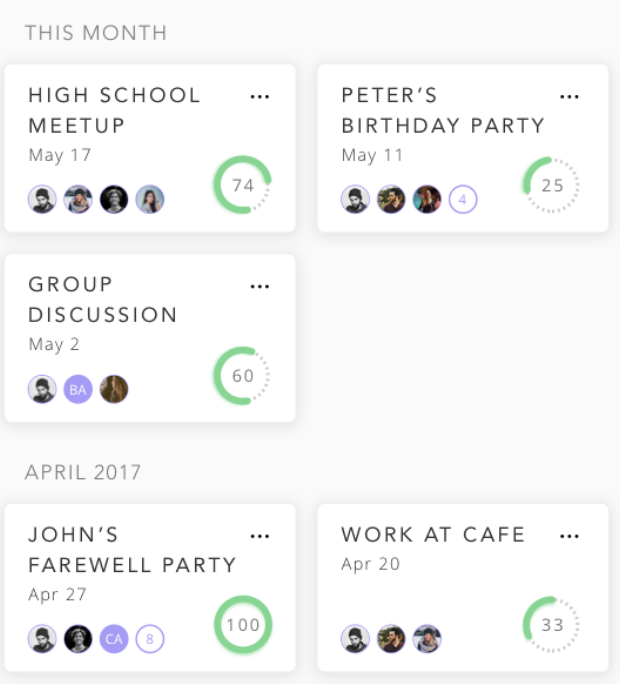 THIS MONTH
HIGH SCHOOL
MEETUP
May 17
74
PETER'S
BIRTHDAY PARTY
May 11
4
25
GROUP
DISCUSSION
May 2
BA
60
APRIL 2017
JOHN'S
FAREWELL PARTY
Apr 27
CA
8
100
WORK AT CAFE
Apr 20
33